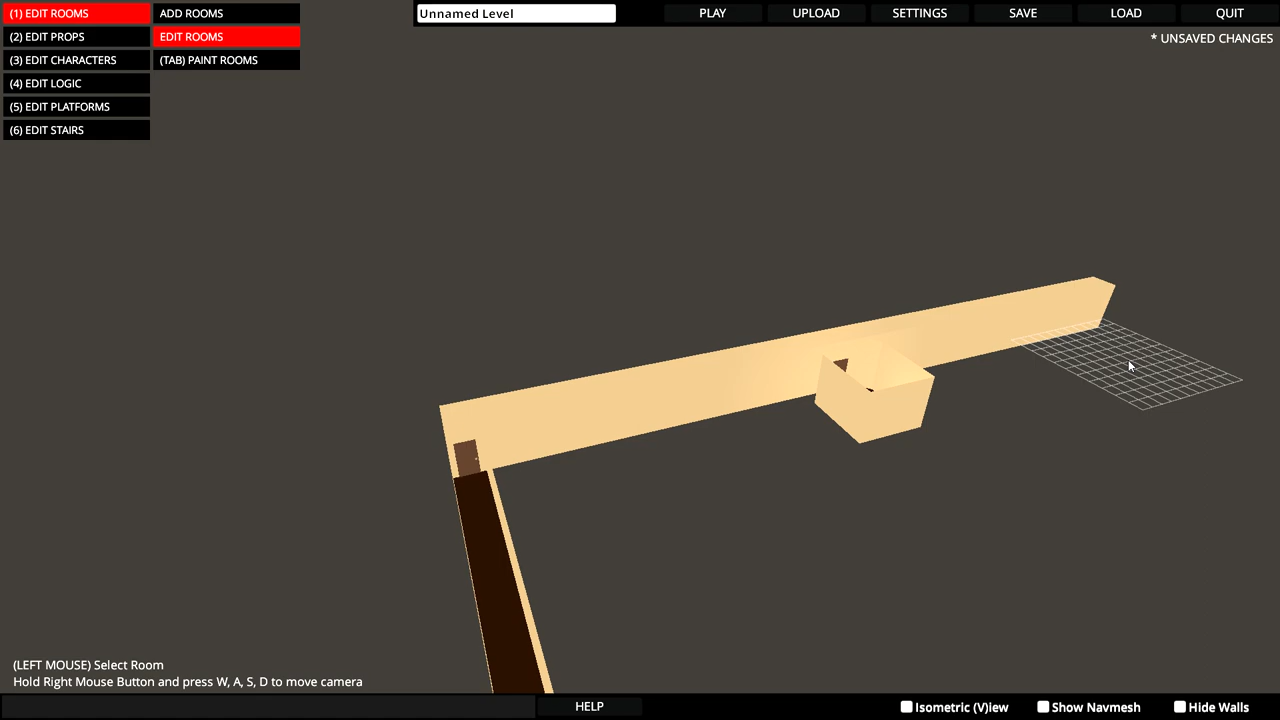 (1) EDIT ROOMS
ADD ROOMS
Unnamed Level
PLAY
UPLOAD
SETTINGS
SAVE
LOAD
QUIT
(2) EDIT PROPS
EDIT ROOMS
* UNSAVED CHANGES
(3) EDIT CHARACTERS
(TAB) PAINT ROOMS
(4) EDIT LOGIC
(5) EDIT PLATFORMS
(6) EDIT STAIRS
(LEFT MOUSE) Select Room
Hold Right Mouse Button and press W, A, S, D to move camera
HELP
Isometric (V)iew
Show Navmesh
Hide Walls